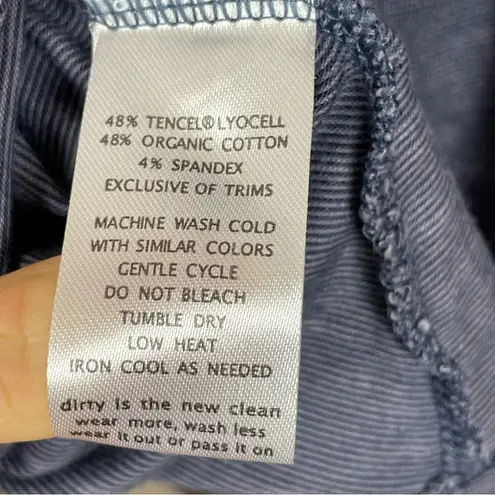 48% TENCEL® LYOCELL
48% ORGANIC COTTON
4% SPANDEX
EXCLUSIVE OF TRIMS
MACHINE WASH COLD
WITH SIMILAR COLORS
GENTLE CYCLE
DO NOT BLEACH
TUMBLE DRY
LOW HEAT
IRON COOL AS NEEDED
dirty is the new clean
wear more, wash less
wear it out or pass it on